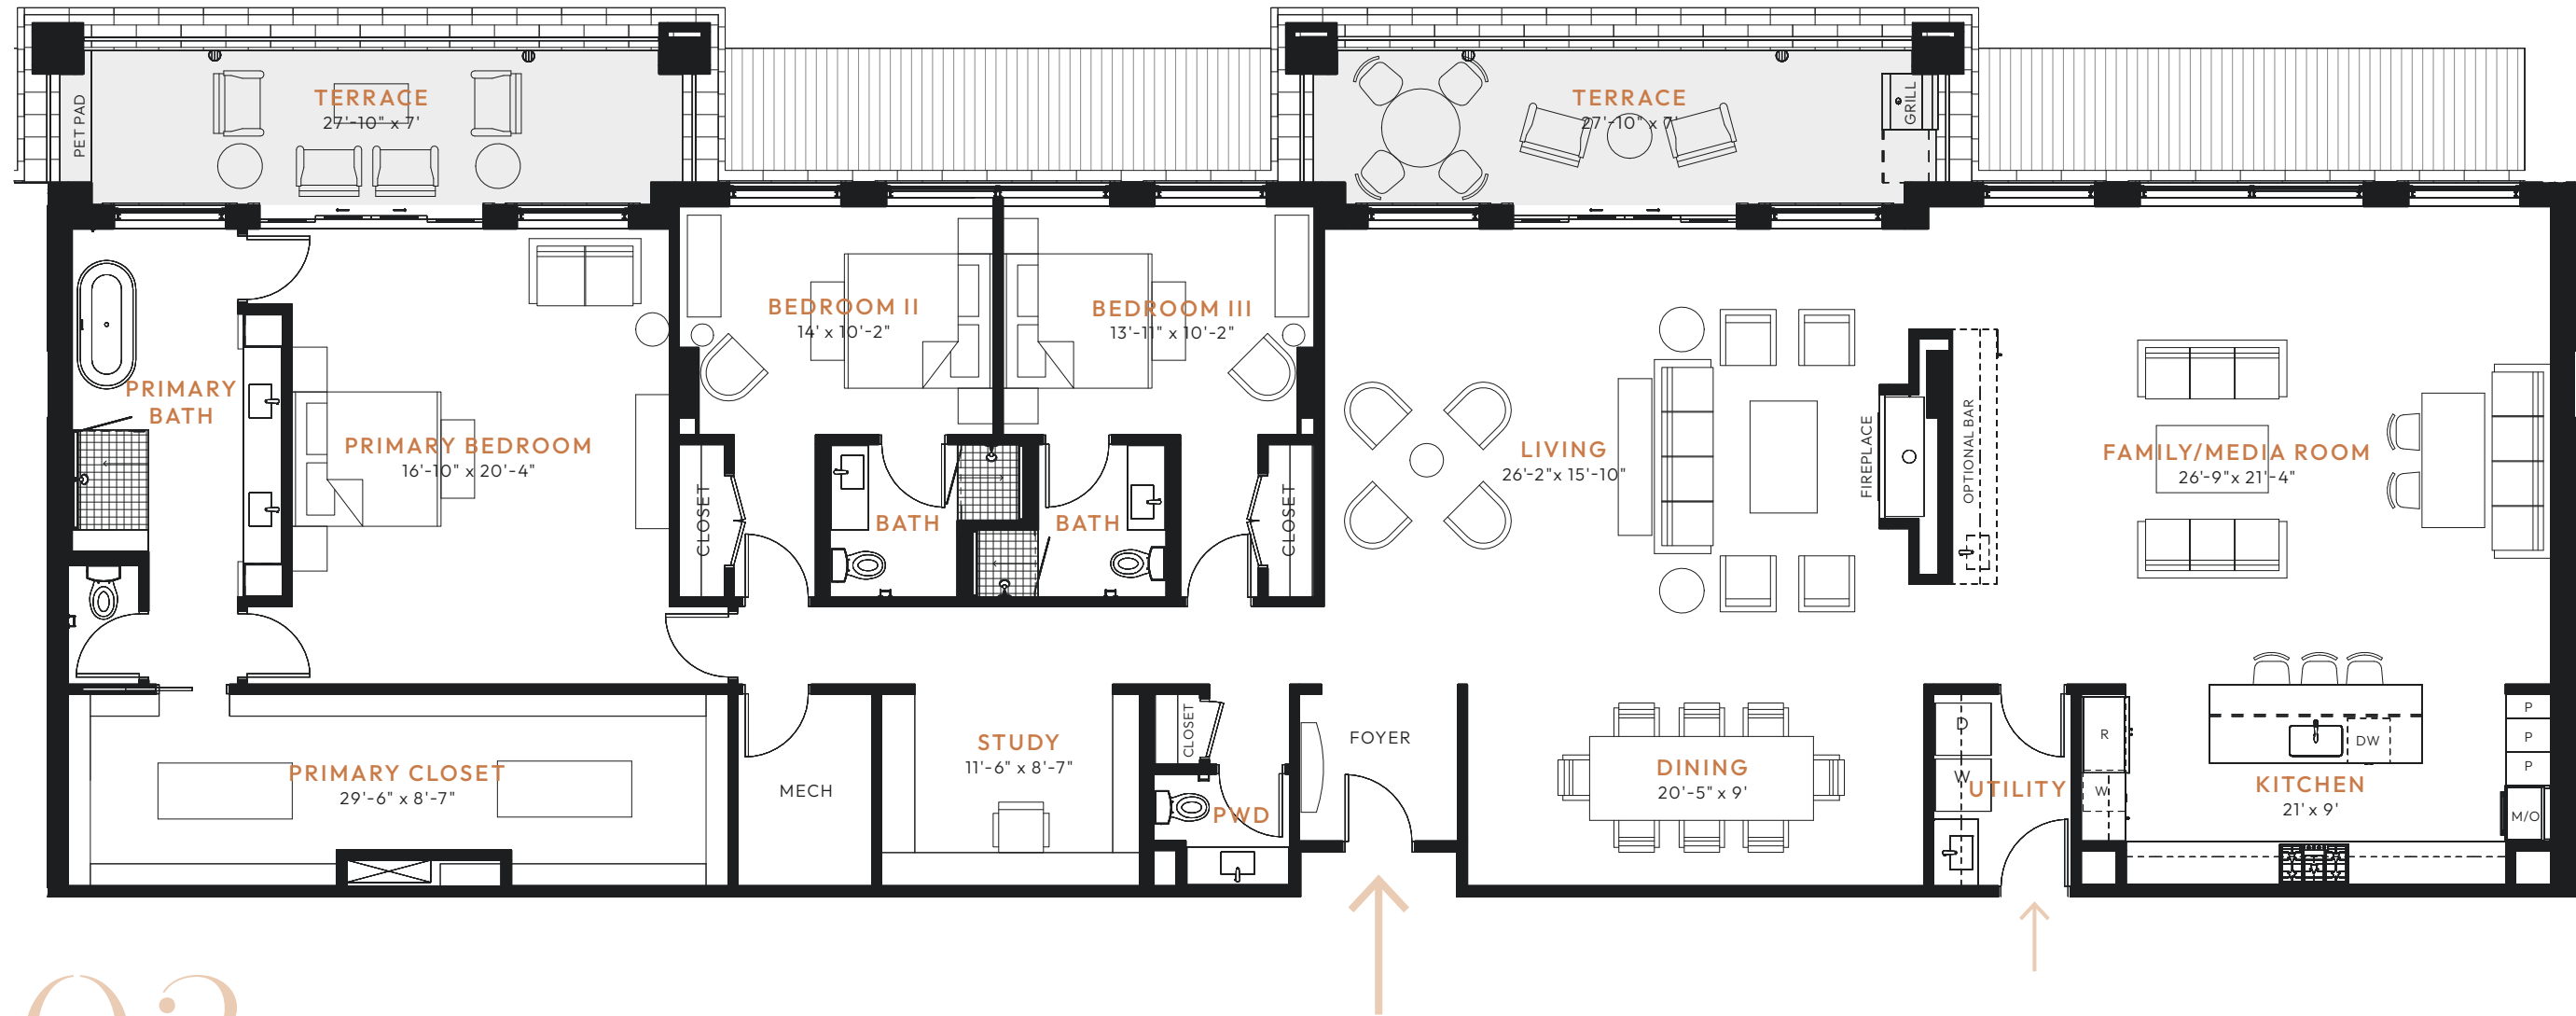 TERRACE
27'-10" x 7'
PET PAD
TERRACE
27'-10" x 7'
GRILL
BEDROOM II
14' x 10'-2"
BEDROOM III
13'-11" x 10'-2"
PRIMARY
BATH
PRIMARY BEDROOM
16'-10" x 20'-4"
CLOSET
BATH
BATH
CLOSET
LIVING
26'-2"x 15'-10"
FIREPLACE
OPTIONAL BAR
FAMILY/MEDIA ROOM
26'-9"x 21'-4"
PRIMARY CLOSET
29'-6" x 8'-7"
MECH
STUDY
11'-6" x 8'-7"
CLOSET
PWD
FOYER
DINING
20'-5" x 9'
D
W
UTILITY
R
W
DW
KITCHEN
21' x 9'
P
P
P
M/O